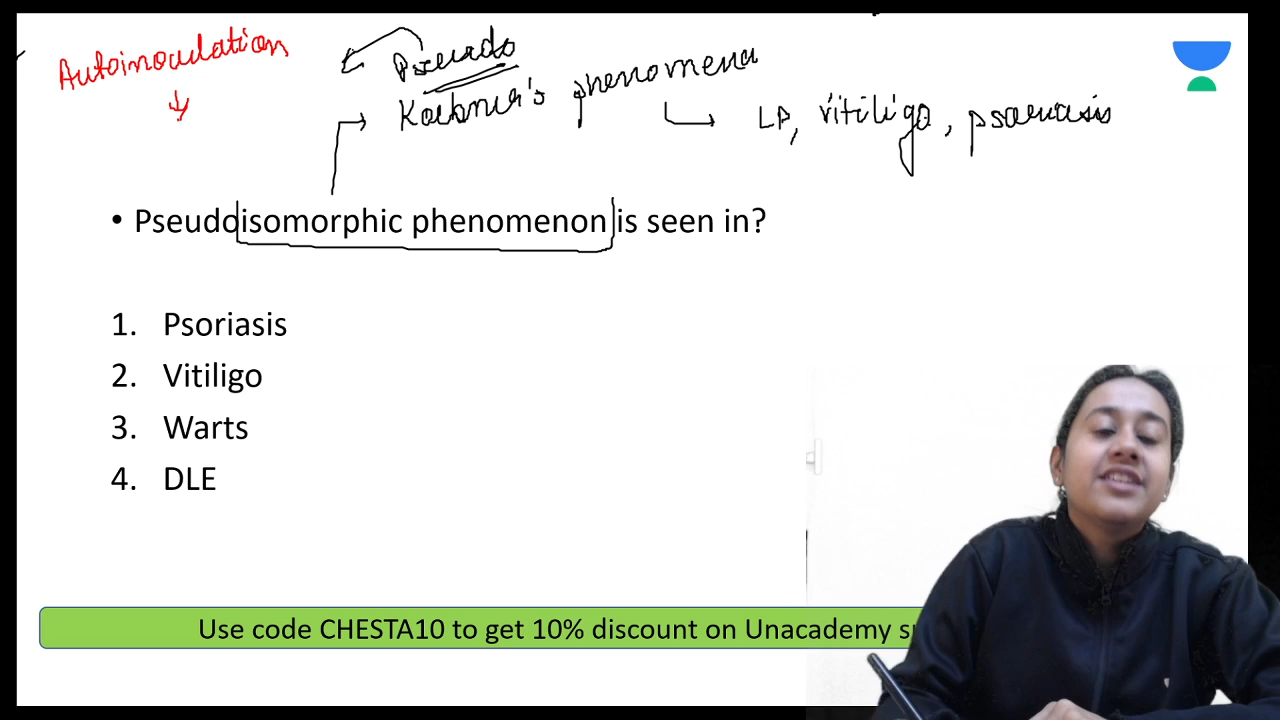 Autoinoculation
Pseudo
Koebner's phenomena
LP, vitiligo, psoriasis
• Pseudoisomorphic phenomenon is seen in?
1. Psoriasis
2. Vitiligo
3. Warts
4. DLE
Use code CHESTA10 to get 10% discount on Unacademy